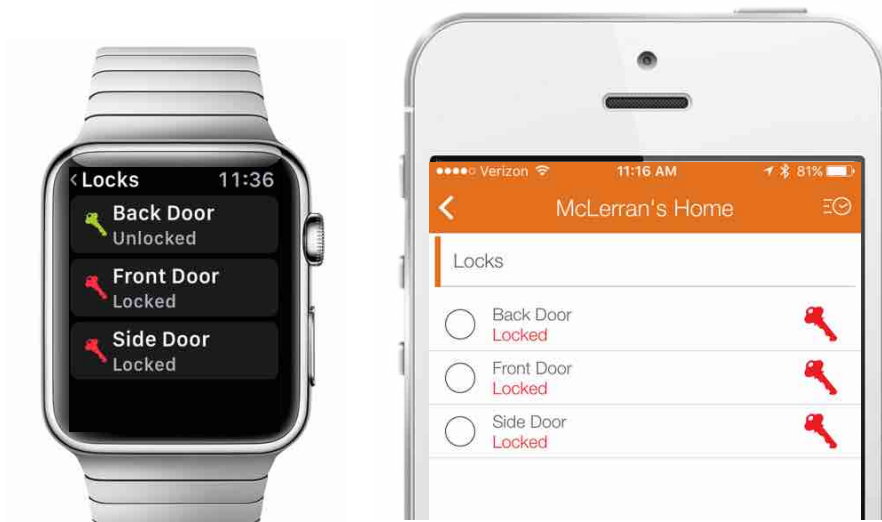 Locks 11:36
Back Door
Unlocked
Front Door
Locked
Side Door
Locked
Verizon 11:16 AM 81%
McLerran's Home
Locks
Back Door
Locked
Front Door
Locked
Side Door
Locked